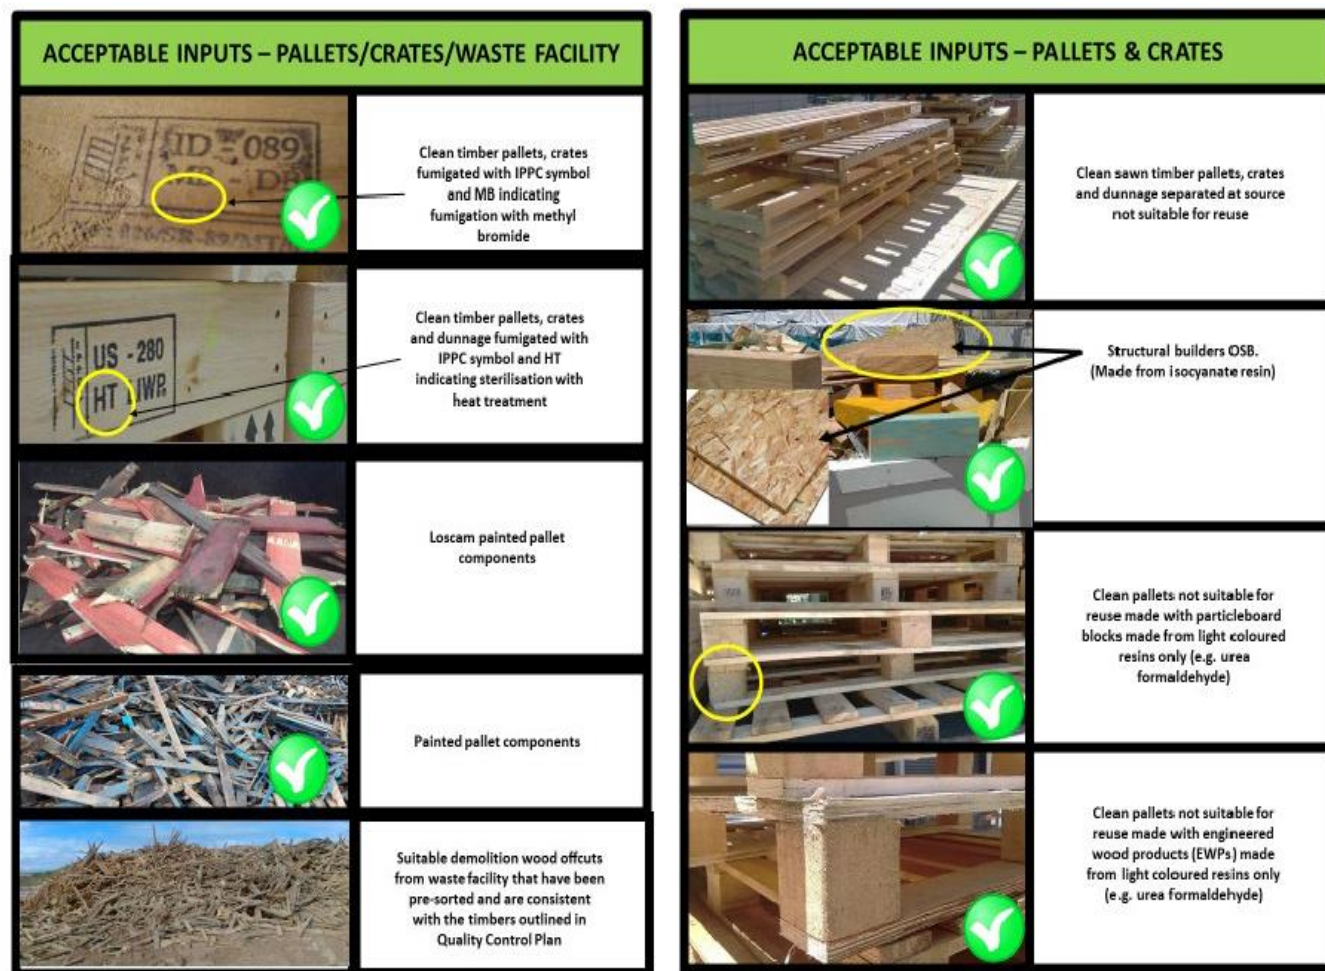 ACCEPTABLE INPUTS – PALLETS/CRATES/WASTE FACILITY
ID - 089
MB - DB
Clean timber pallets, crates
fumigated with IPPC symbol
and MB indicating
fumigation with methyl
bromide
US - 280
HT
Clean timber pallets, crates
and dunnage fumigated with
IPPC symbol and HT
indicating sterilisation with
heat treatment
Loscam painted pallet
components
Painted pallet components
Suitable demolition wood offcuts
from waste facility that have been
pre-sorted and are consistent
with the timbers outlined in
Quality Control Plan
ACCEPTABLE INPUTS – PALLETS & CRATES
Clean sawn timber pallets, crates
and dunnage separated at source
not suitable for reuse
Structural builders OSB.
(Made from isocyanate resin)
Clean pallets not suitable for
reuse made with particleboard
blocks made from light coloured
resins only (e.g. urea
formaldehyde)
Clean pallets not suitable for
reuse made with engineered
wood products (EWPs) made
from light coloured resins only
(e.g. urea formaldehyde)